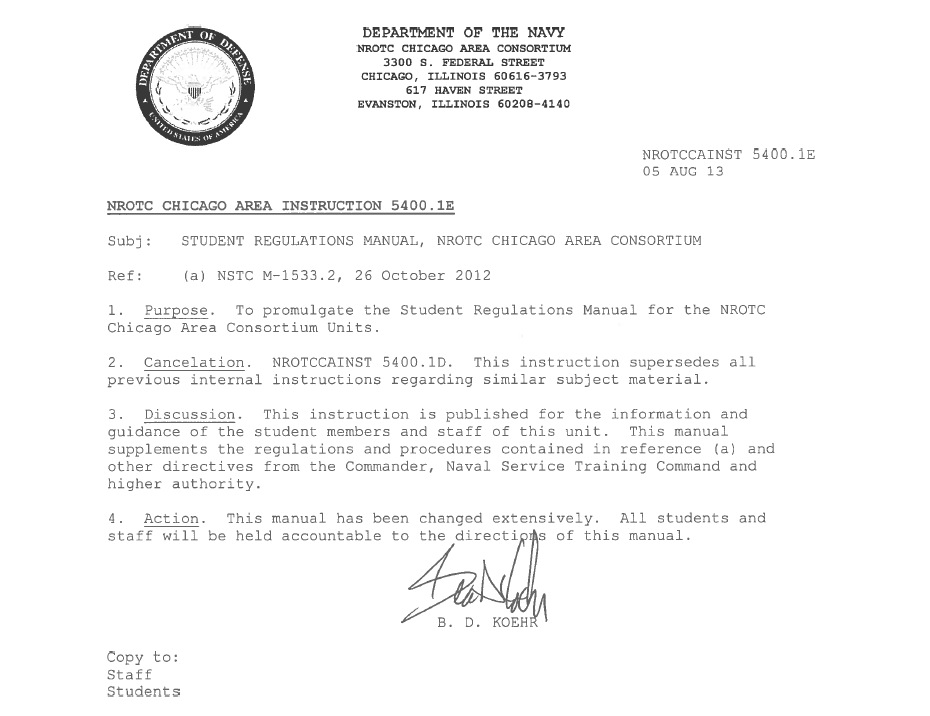 DEPARTMENT OF DEFENSE
UNITED STATES OF AMERICA
DEPARTMENT OF THE NAVY
NROTC CHICAGO AREA CONSORTIUM
3300 S. FEDERAL STREET
CHICAGO, ILLINOIS 60616-3793
617 HAVEN STREET
EVANSTON, ILLINOIS 60208-4140
NROTCCAINST 5400.1E
05 AUG 13
NROTC CHICAGO AREA INSTRUCTION 5400.1E
Subj: STUDENT REGULATIONS MANUAL, NROTC CHICAGO AREA CONSORTIUM
Ref: (a) NSTC M-1533.2, 26 October 2012
1. Purpose. To promulgate the Student Regulations Manual for the NROTC
Chicago Area Consortium Units.
2. Cancelation. NROTCCAINST 5400.1D. This instruction supersedes all
previous internal instructions regarding similar subject material.
3. Discussion. This instruction is published for the information and
guidance of the student members and staff of this unit. This manual
supplements the regulations and procedures contained in reference (a) and
other directives from the Commander, Naval Service Training Command and
higher authority.
4. Action. This manual has been changed extensively. All students and
staff will be held accountable to the directions of this manual.
B. D. KOEHR
Copy to:
Staff
Students